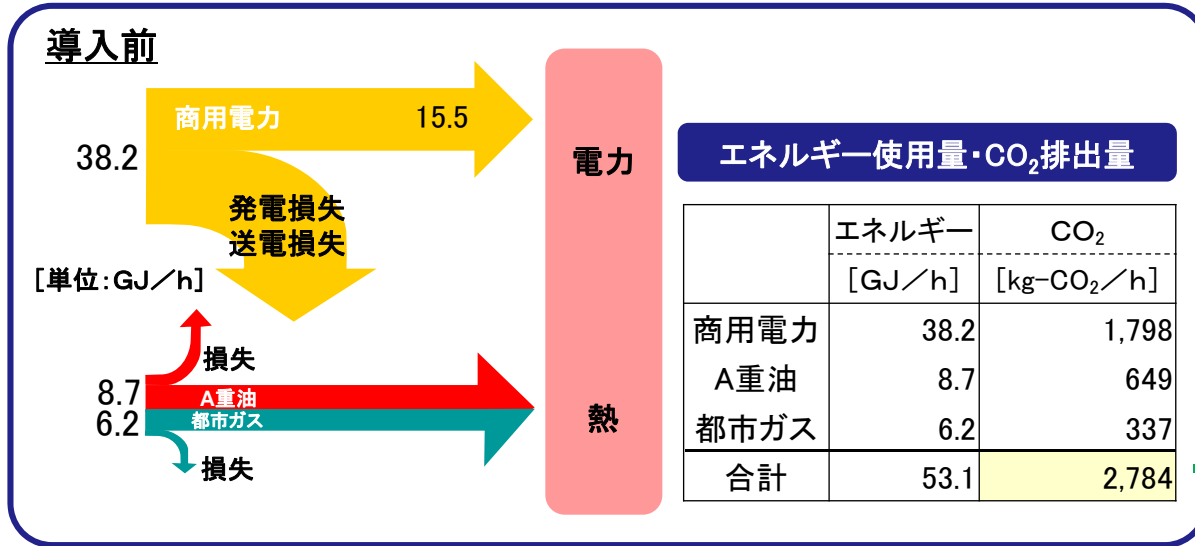 導入前
商用電力 15.5
38.2
発電損失
送電損失
[単位:GJ/h]
損失
8.7
A重油
6.2
都市ガス
損失
電力
熱
エネルギー使用量・CO₂排出量
エネルギー CO₂
[GJ/h] [kg-CO₂/h]
商用電力 38.2 1,798
A重油 8.7 649
都市ガス 6.2 337
合計 53.1 2,784